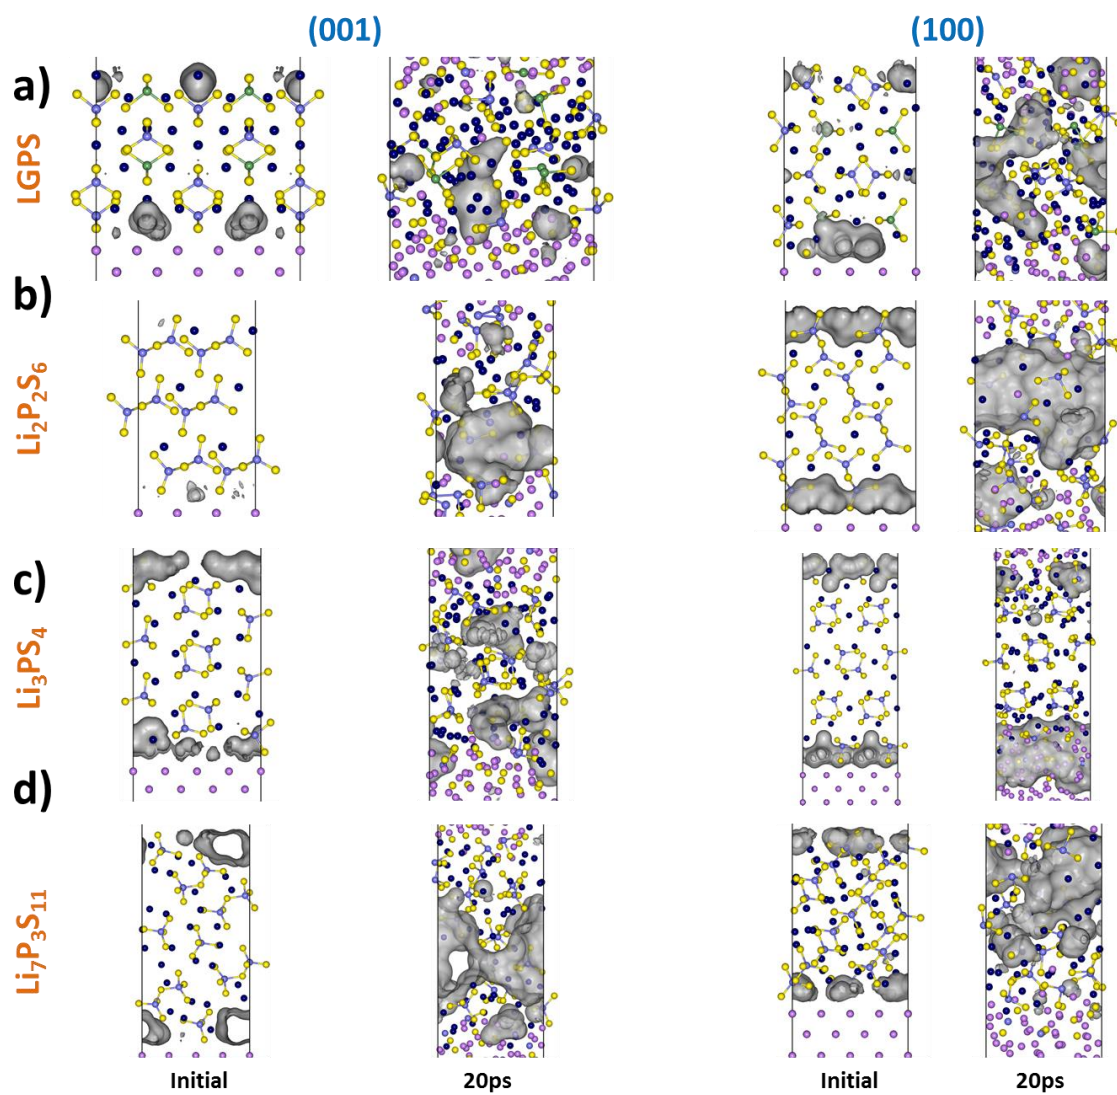 (001) (100)
a) LGPS
b) Li2P2S6
c) Li3PS4
d) Li7P3S11
Initial 20ps Initial 20ps